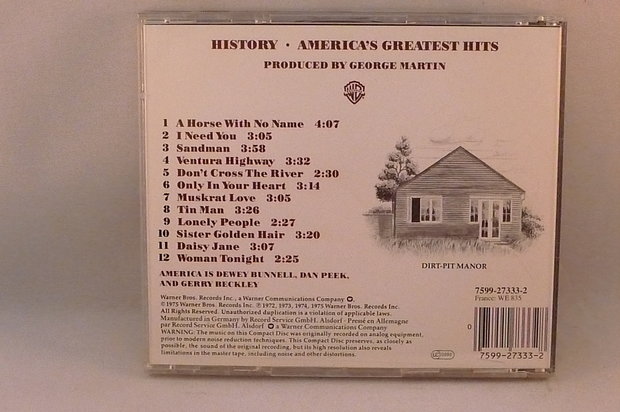 HISTORY · AMERICA'S GREATEST HITS
PRODUCED BY GEORGE MARTIN
1 A Horse With No Name 4:07
2 I Need You 3:05
3 Sandman 3:58
4 Ventura Highway 3:32
5 Don't Cross The River 2:30
6 Only In Your Heart 3:14
7 Muskrat Love 3:05
8 Tin Man 3:26
9 Lonely People 2:27
10 Sister Golden Hair 3:20
11 Daisy Jane 3:07
12 Woman Tonight 2:25
AMERICA IS DEWEY BUNNELL, DAN PEEK,
AND GERRY BECKLEY
DIRT-PIT MANOR
Warner Bros. Records Inc., a Warner Communications Company
©1975 Warner Bros. Records Inc. ℗ 1972, 1973, 1974, 1975 Warner Bros. Records Inc.
All Rights Reserved. Unauthorized duplication is a violation of applicable laws.
Manufactured in Germany by Record Service GmbH. Alsdorf - Pressé en Allemagne
par Record Service GmbH. Alsdorf a Warner Communications Company
WARNING: The music on this Compact Disc was originally recorded on analog equipment,
prior to modern noise reduction techniques. This Compact Disc preserves, as closely as
possible, the sound of the original recording, but its high resolution also reveals
limitations in the master tape, including noise and other distortions.
7599-27333-2
France: WE 835
0
7599-27333-2